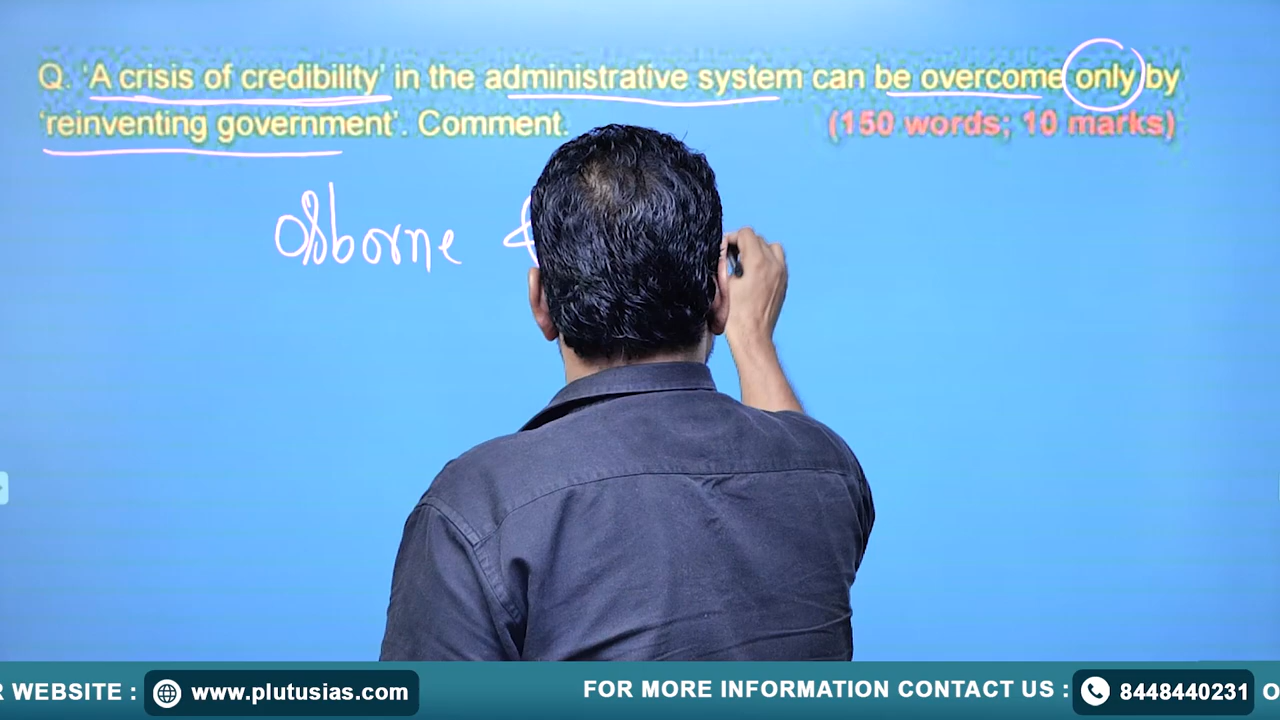 Q. 'A crisis of credibility' in the administrative system can be overcome only by
'reinventing government'. Comment. (150 words; 10 marks)
Osborne &
R WEBSITE : www.plutusias.com FOR MORE INFORMATION CONTACT US : 8448440231 O